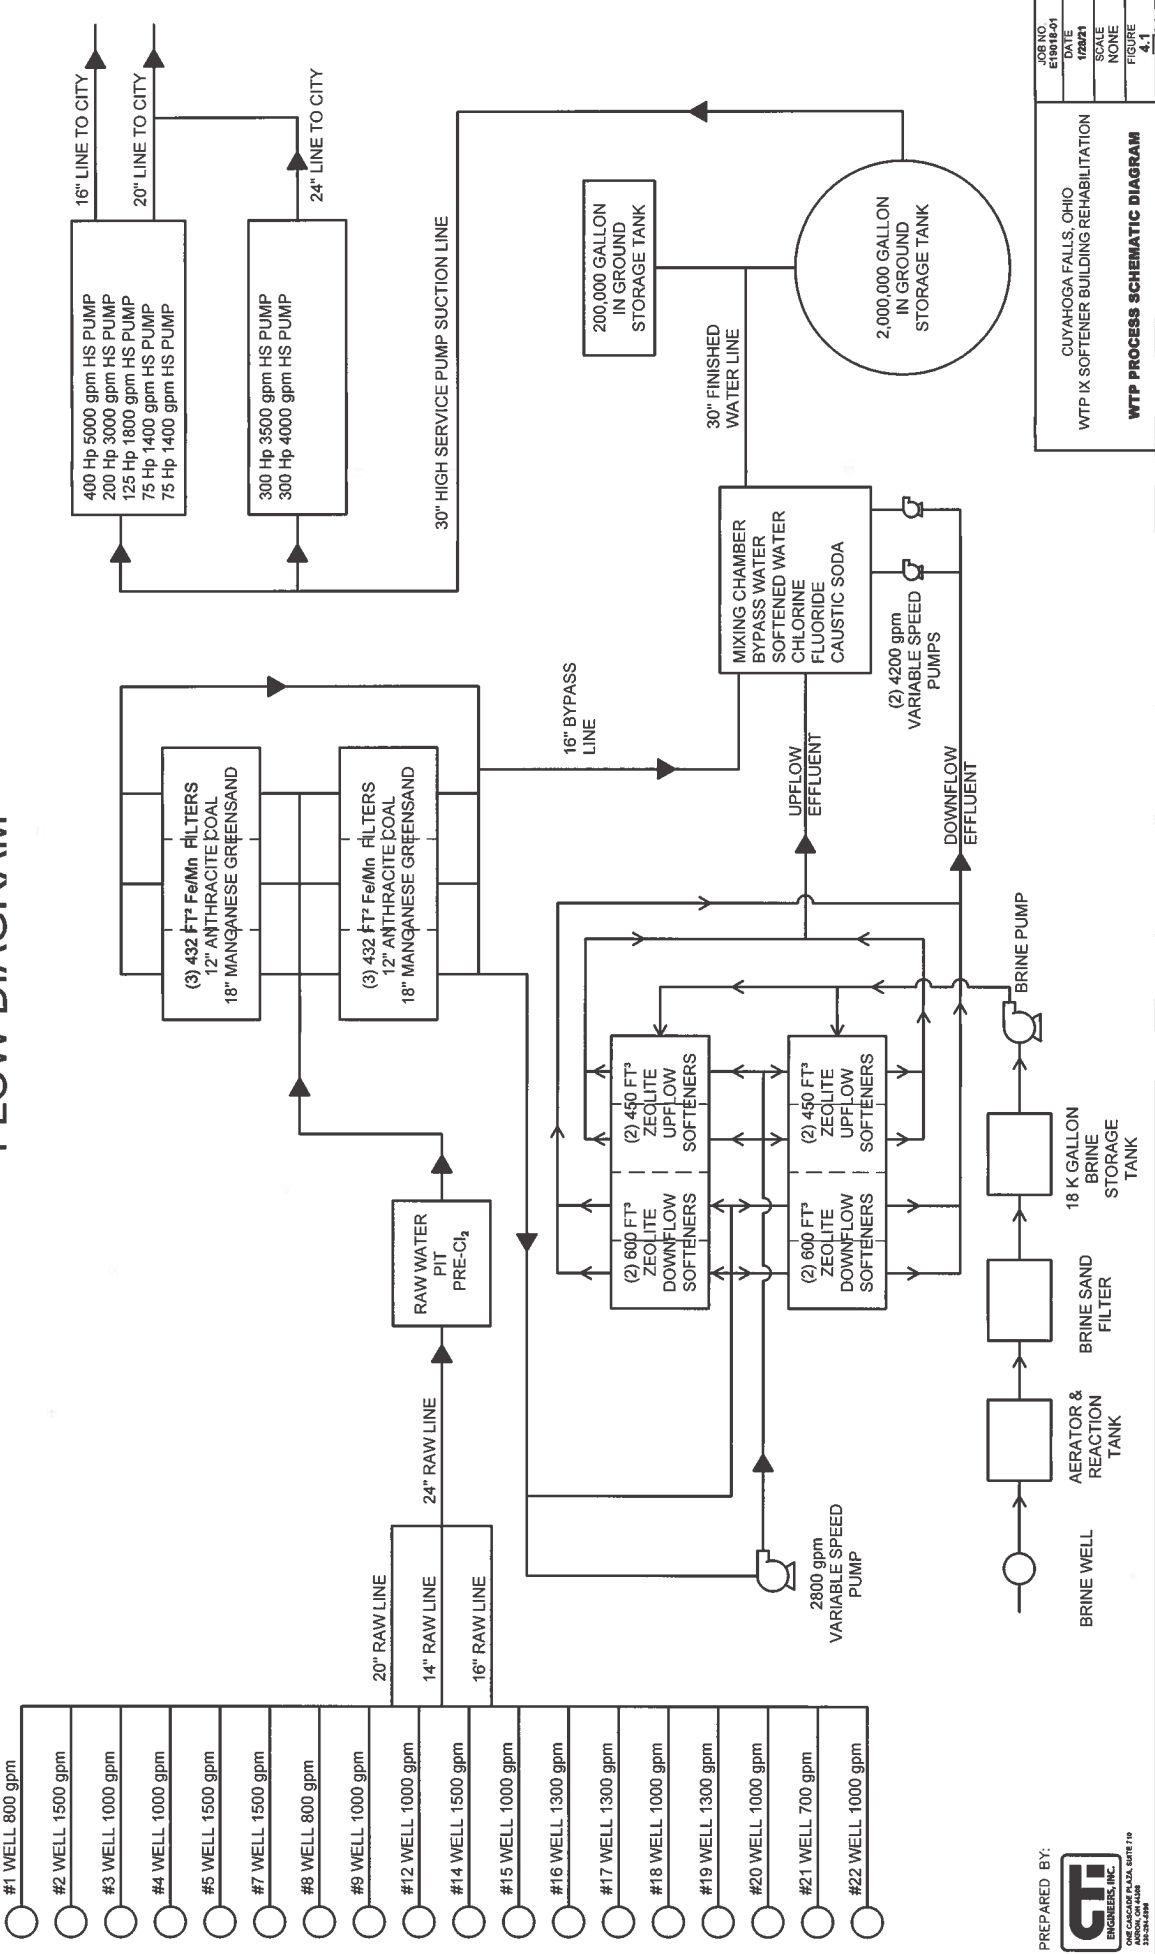 FLOW DIAGRAM
#1 WELL 800 gpm
#2 WELL 1500 gpm
#3 WELL 1000 gpm
#4 WELL 1000 gpm
#5 WELL 1500 gpm
#7 WELL 1500 gpm
#8 WELL 800 gpm
#9 WELL 1000 gpm
#12 WELL 1000 gpm
#14 WELL 1500 gpm
#15 WELL 1000 gpm
#16 WELL 1300 gpm
#17 WELL 1300 gpm
#18 WELL 1000 gpm
#19 WELL 1300 gpm
#20 WELL 1000 gpm
#21 WELL 700 gpm
#22 WELL 1000 gpm
20" RAW LINE
14" RAW LINE
16" RAW LINE
24" RAW LINE
RAW WATER
PIT
PRE-Cl₂
(3) 432 FT² Fe/Mn FILTERS
12" ANTHRACITE COAL
18" MANGANESE GREENSAND
(3) 432 FT² Fe/Mn FILTERS
12" ANTHRACITE COAL
18" MANGANESE GREENSAND
16" BYPASS
LINE
2800 gpm
VARIABLE SPEED
PUMP
(2) 600 FT³
ZEOLITE
DOWNFLOW
SOFTENERS
(2) 450 FT³
ZEOLITE
UPFLOW
SOFTENERS
(2) 600 FT³
ZEOLITE
DOWNFLOW
SOFTENERS
(2) 450 FT³
ZEOLITE
UPFLOW
SOFTENERS
UPFLOW
EFFLUENT
DOWNFLOW
EFFLUENT
BRINE WELL
AERATOR &
REACTION
TANK
BRINE SAND
FILTER
18 K GALLON
BRINE
STORAGE
TANK
BRINE PUMP
MIXING CHAMBER
BYPASS WATER
SOFTENED WATER
CHLORINE
FLUORIDE
CAUSTIC SODA
(2) 4200 gpm
VARIABLE SPEED
PUMPS
30" FINISHED
WATER LINE
200,000 GALLON
IN GROUND
STORAGE TANK
2,000,000 GALLON
IN GROUND
STORAGE TANK
30" HIGH SERVICE PUMP SUCTION LINE
400 Hp 5000 gpm HS PUMP
200 Hp 3000 gpm HS PUMP
125 Hp 1800 gpm HS PUMP
75 Hp 1400 gpm HS PUMP
75 Hp 1400 gpm HS PUMP
300 Hp 3500 gpm HS PUMP
300 Hp 4000 gpm HS PUMP
16" LINE TO CITY
20" LINE TO CITY
24" LINE TO CITY
PREPARED BY:
CTI
ENGINEERS, INC.
ONE CASCADE PLAZA, SUITE 710
AKRON, OH 44308
CUYAHOGA FALLS, OHIO
WTP IX SOFTENER BUILDING REHABILITATION
WTP PROCESS SCHEMATIC DIAGRAM
JOB NO.
E19018-01
DATE
1/28/21
SCALE
NONE
FIGURE
4.1